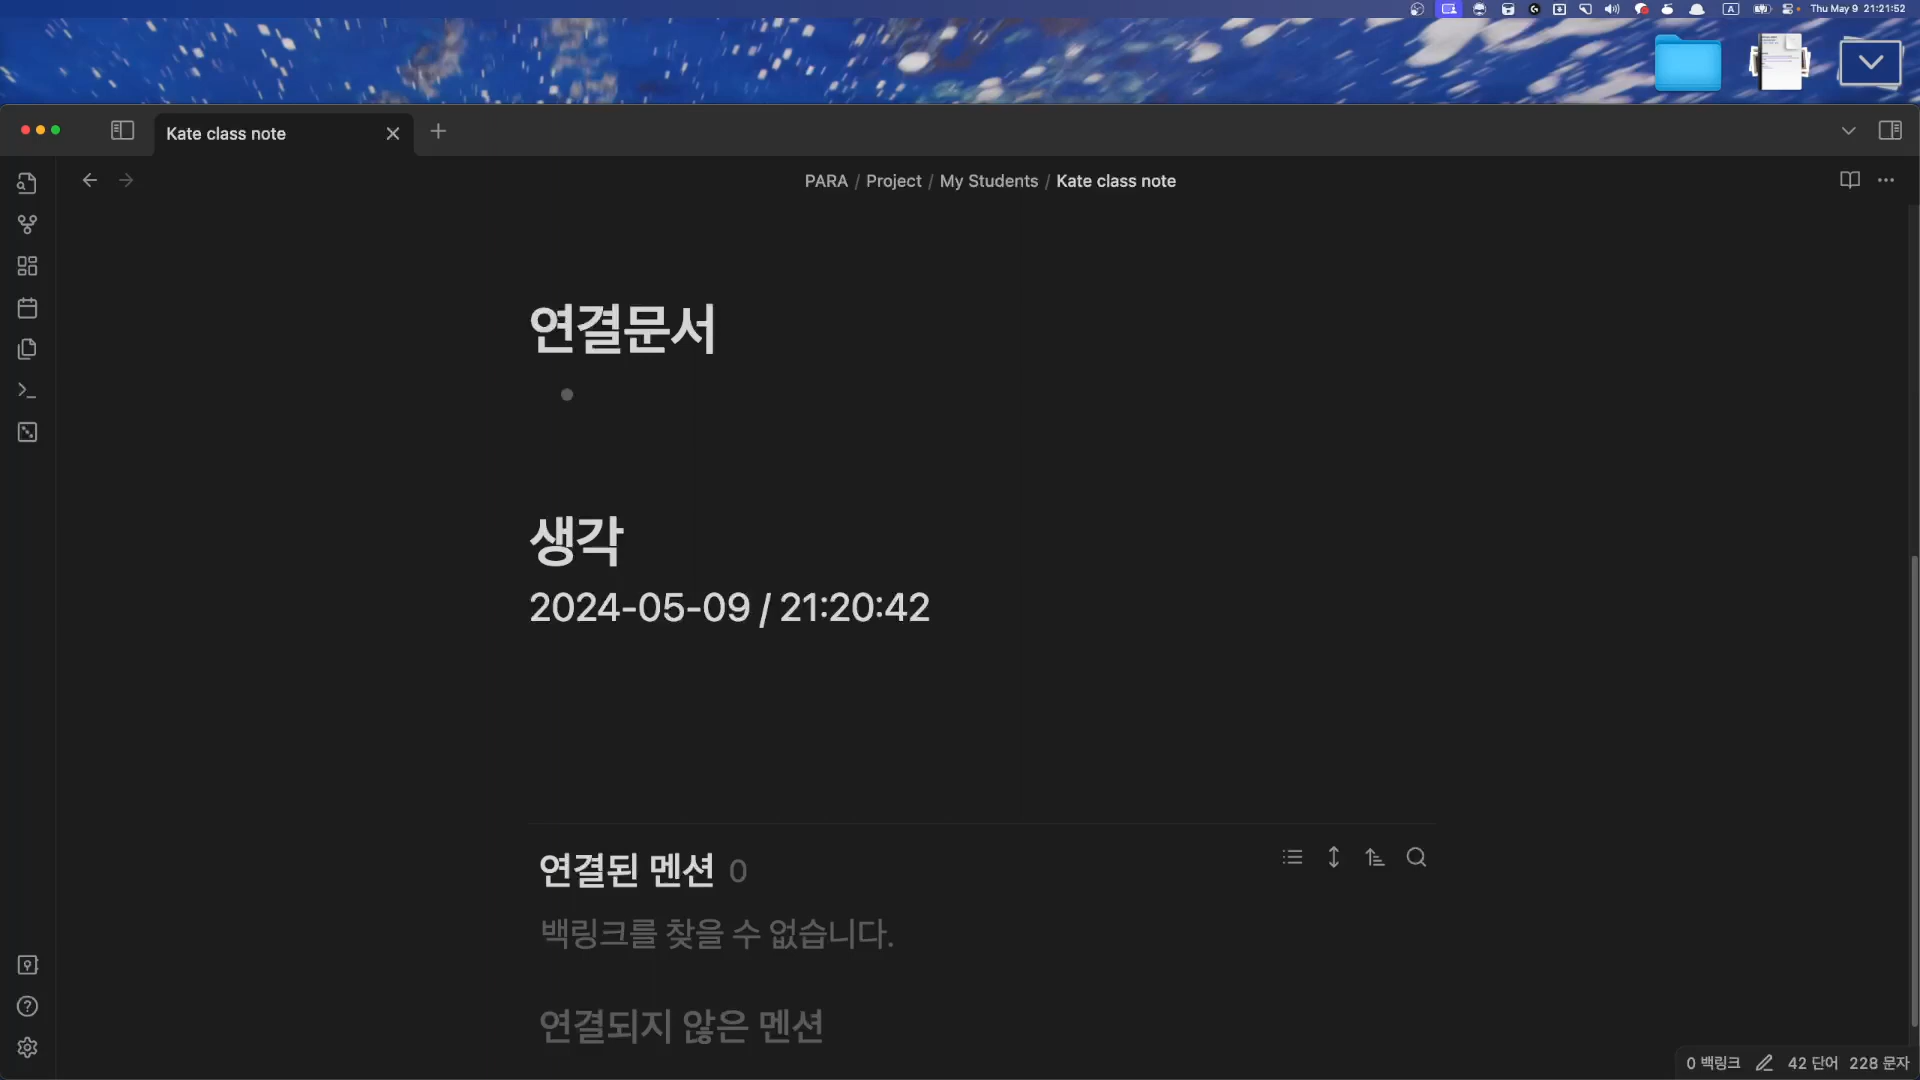 Thu May 9 21:21:52
Kate class note
PARA / Project / My Students / Kate class note
연결문서
생각
2024-05-09 / 21:20:42
연결된 멘션 0
백링크를 찾을 수 없습니다.
연결되지 않은 멘션
0 백링크 42 단어 228 문자